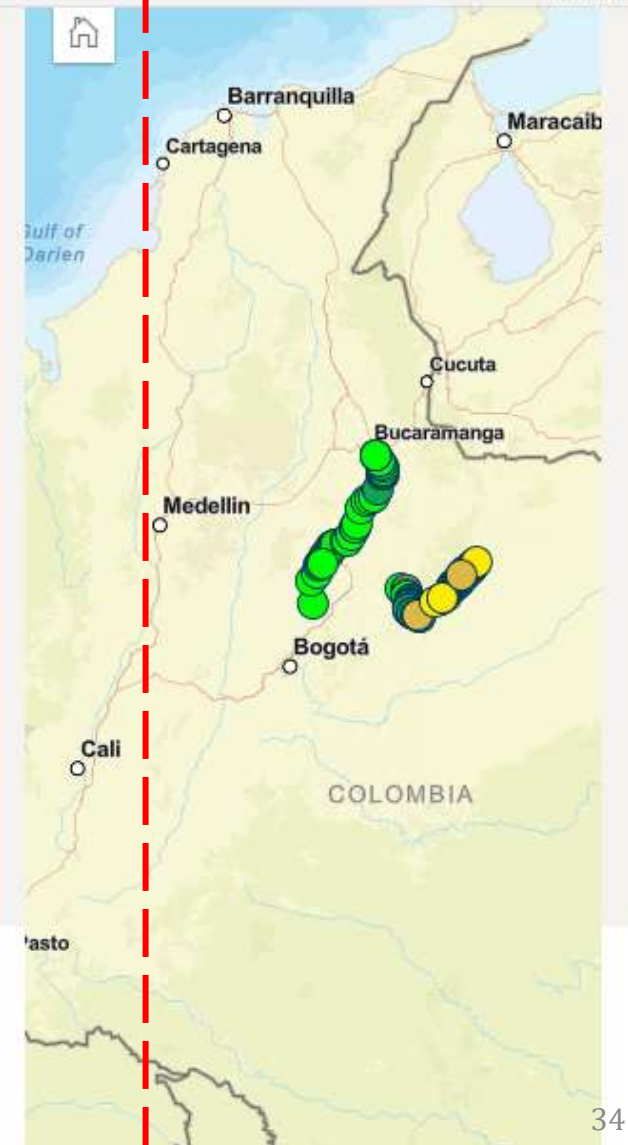 Barranquilla
Maracaib
Cartagena
Gulf of
Darien
Cucuta
Bucaramanga
Medellin
Bogotá
Cali
COLOMBIA
Pasto
34